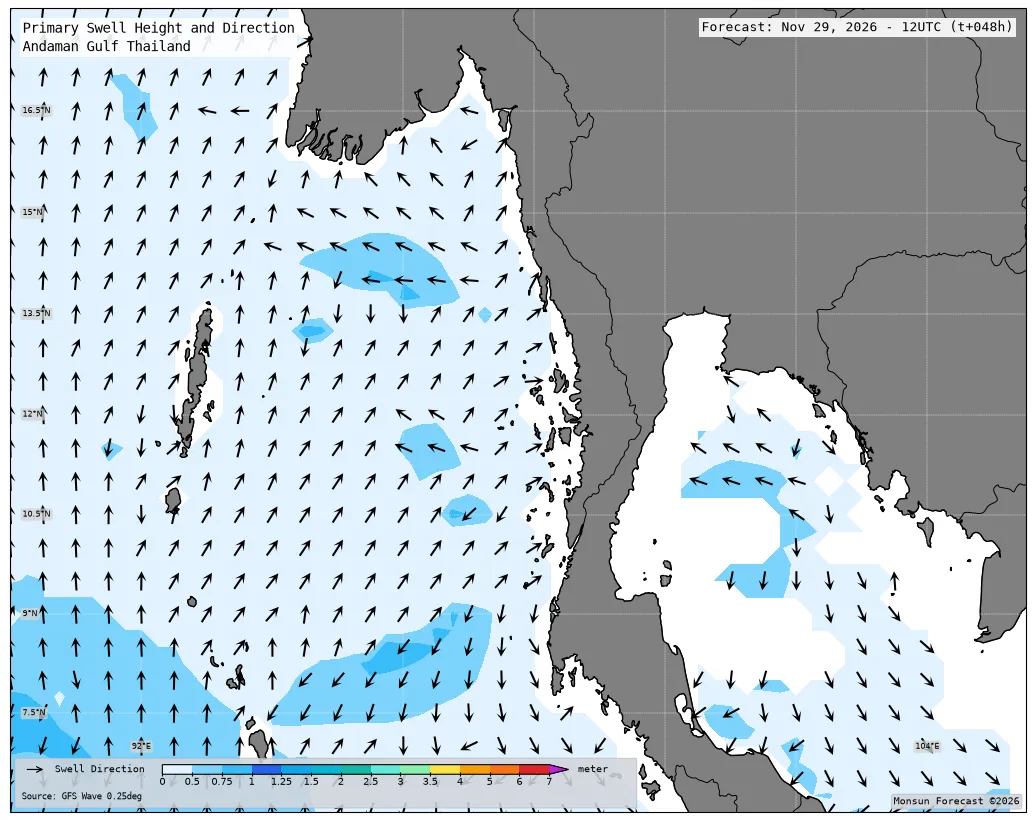 Primary Swell Height and Direction
Andaman Gulf Thailand
Forecast: Nov 29, 2026 - 12UTC (t+048h)
16.5°N
15°N
13.5°N
12°N
10.5°N
9°N
7.5°N
92°E
104°E
Swell Direction
meter
0 0.5 0.75 1 1.25 1.5 2 2.5 3 3.5 4 5 6 7
Source: GFS Wave 0.25deg
Monsun Forecast ©2026